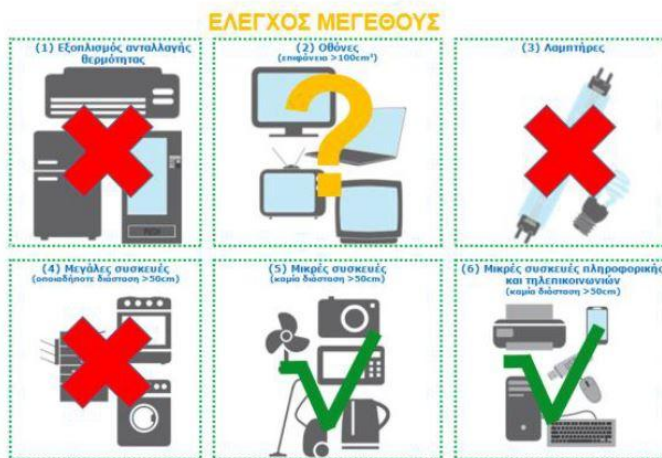 ΕΛΕΓΧΟΣ ΜΕΓΕΘΟΥΣ
(1) Εξοπλισμός ανταλλαγής
θερμότητας
(2) Οθόνες
(επιφάνεια >100cm²)
(3) Λαμπτήρες
(4) Μεγάλες συσκευές
(οποιαδήποτε διάσταση >50cm)
(5) Μικρές συσκευές
(καμία διάσταση >50cm)
(6) Μικρές συσκευές πληροφορικής
και τηλεπικοινωνιών
(καμία διάσταση >50cm)